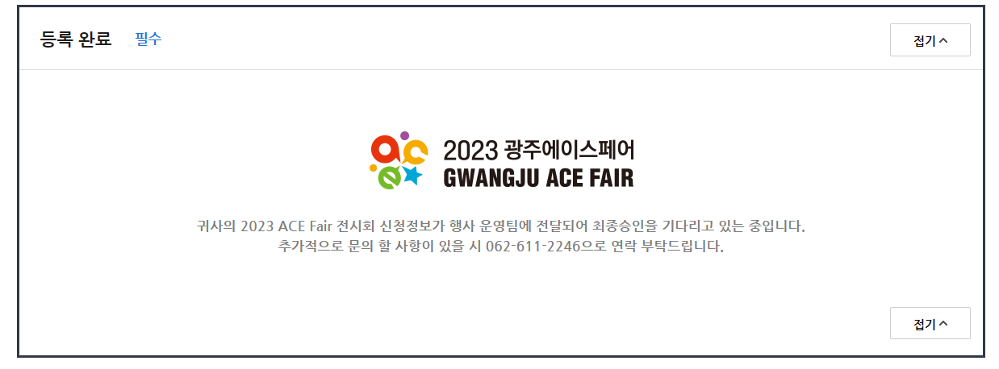 등록 완료 필수
접기
ace
2023 광주에이스페어
GWANGJU ACE FAIR
귀사의 2023 ACE Fair 전시회 신청정보가 행사 운영팀에 전달되어 최종승인을 기다리고 있는 중입니다.
추가적으로 문의 할 사항이 있을 시 062-611-2246으로 연락 부탁드립니다.
접기